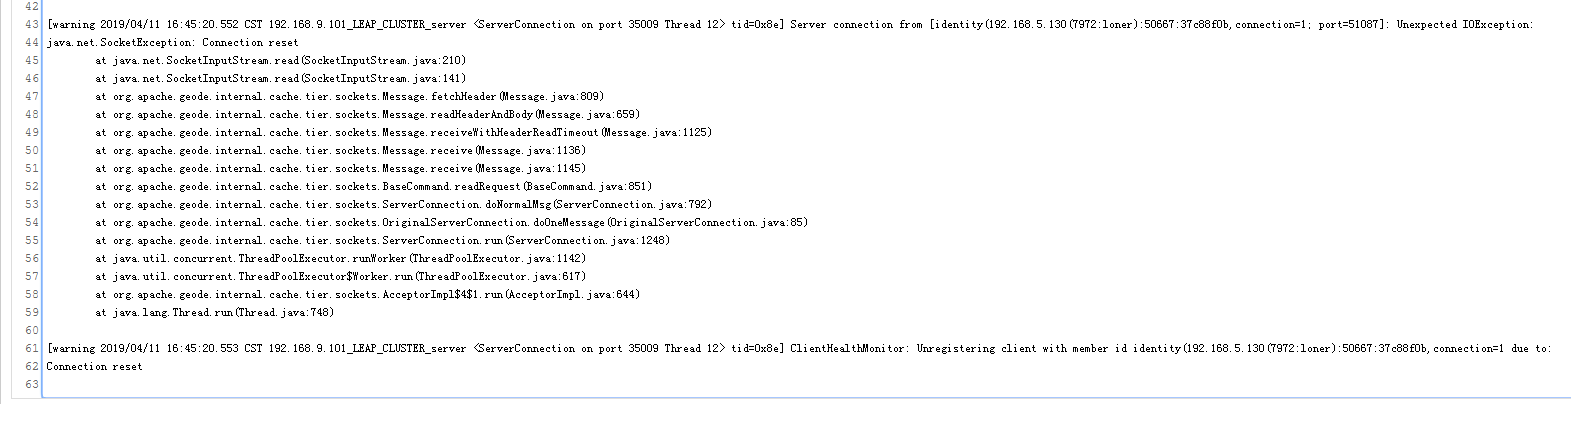 42
43 [warning 2019/04/11 16:45:20.552 CST 192.168.9.101_LEAP_CLUSTER_server <ServerConnection on port 35009 Thread 12> tid=0x8e] Server connection from [identity(192.168.5.130(7972:loner):50667:37c88f0b,connection=1; port=51087]: Unexpected IOException:
44 java.net.SocketException: Connection reset
45 at java.net.SocketInputStream.read(SocketInputStream.java:210)
46 at java.net.SocketInputStream.read(SocketInputStream.java:141)
47 at org.apache.geode.internal.cache.tier.sockets.Message.fetchHeader(Message.java:809)
48 at org.apache.geode.internal.cache.tier.sockets.Message.readHeaderAndBody(Message.java:659)
49 at org.apache.geode.internal.cache.tier.sockets.Message.receiveWithHeaderReadTimeout(Message.java:1125)
50 at org.apache.geode.internal.cache.tier.sockets.Message.receive(Message.java:1136)
51 at org.apache.geode.internal.cache.tier.sockets.Message.receive(Message.java:1145)
52 at org.apache.geode.internal.cache.tier.sockets.BaseCommand.readRequest(BaseCommand.java:851)
53 at org.apache.geode.internal.cache.tier.sockets.ServerConnection.doNormalMsg(ServerConnection.java:792)
54 at org.apache.geode.internal.cache.tier.sockets.OriginalServerConnection.doOneMessage(OriginalServerConnection.java:85)
55 at org.apache.geode.internal.cache.tier.sockets.ServerConnection.run(ServerConnection.java:1248)
56 at java.util.concurrent.ThreadPoolExecutor.runWorker(ThreadPoolExecutor.java:1142)
57 at java.util.concurrent.ThreadPoolExecutor$Worker.run(ThreadPoolExecutor.java:617)
58 at org.apache.geode.internal.cache.tier.sockets.AcceptorImpl$4$1.run(AcceptorImpl.java:644)
59 at java.lang.Thread.run(Thread.java:748)
60
61 [warning 2019/04/11 16:45:20.553 CST 192.168.9.101_LEAP_CLUSTER_server <ServerConnection on port 35009 Thread 12> tid=0x8e] ClientHealthMonitor: Unregistering client with member id identity(192.168.5.130(7972:loner):50667:37c88f0b,connection=1 due to:
62 Connection reset
63